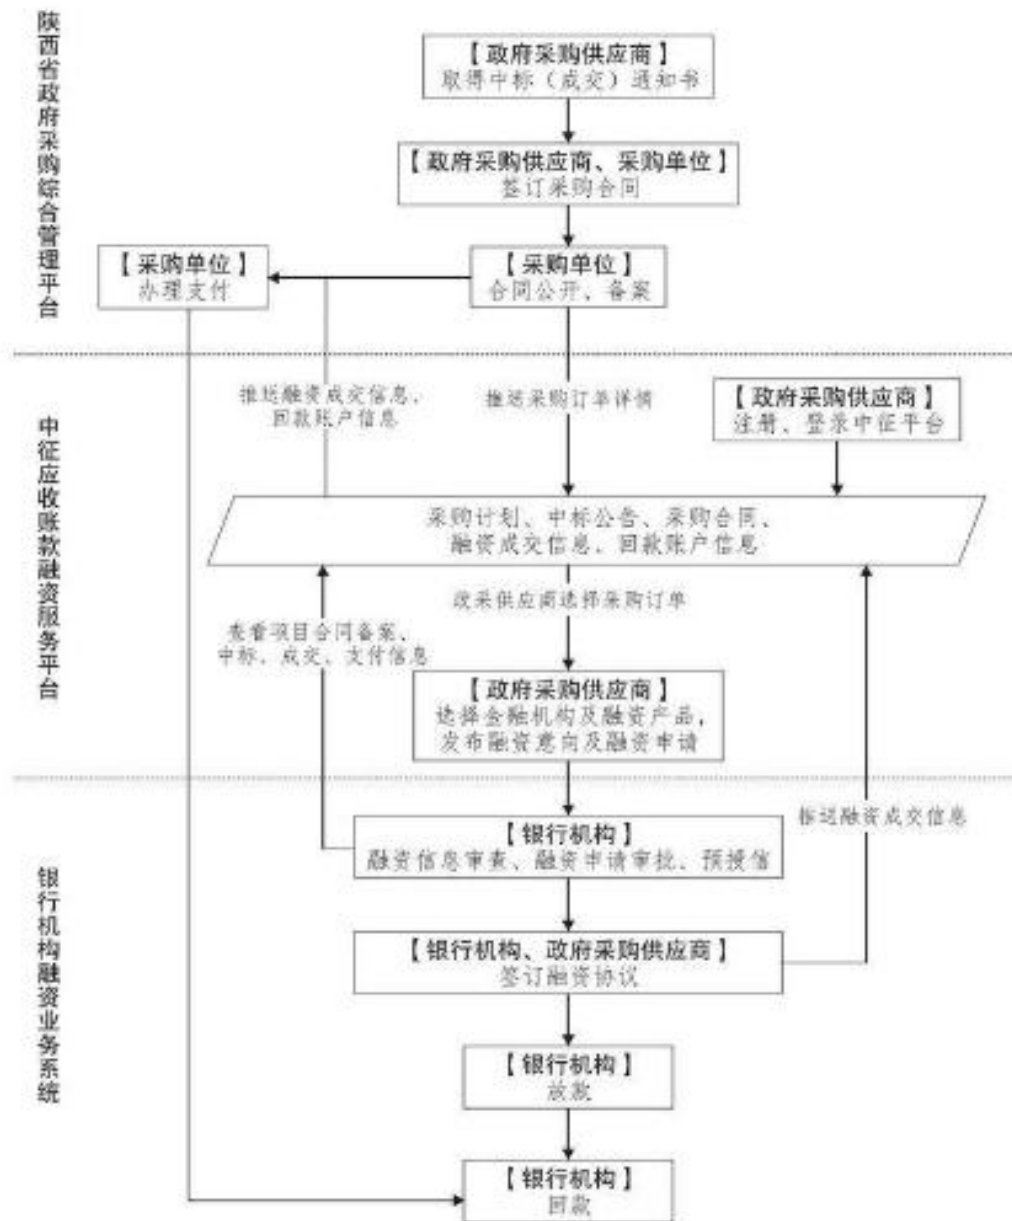 陕西省政府采购综合管理平台
【政府采购供应商】
取得中标（成交）通知书
【政府采购供应商、采购单位】
签订采购合同
【采购单位】
办理支付
【采购单位】
合同公开、备案
推送融资成交信息、
回款账户信息
推送采购订单详情
中征应收账款融资服务平台
【政府采购供应商】
注册、登录中征平台
采购计划、中标公告、采购合同、
融资成交信息、回款账户信息
政采供应商选择采购订单
查看项目合同备案、
中标、成交、支付信息
【政府采购供应商】
选择金融机构及融资产品，
发布融资意向及融资申请
银行机构融资业务系统
【银行机构】
融资信息审查、融资申请审批、预授信
推送融资成交信息
【银行机构、政府采购供应商】
签订融资协议
【银行机构】
放款
【银行机构】
回款